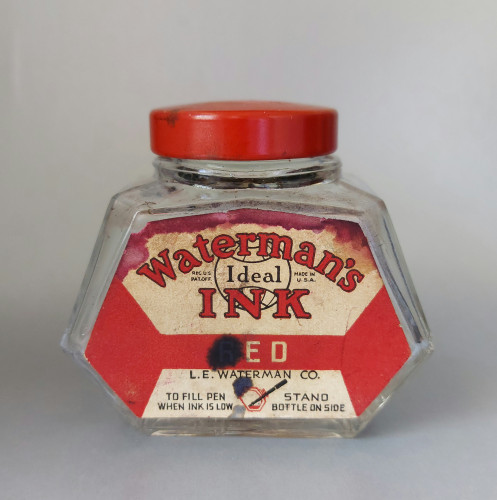 Waterman's
REG. U.S. PAT. OFF.
Ideal
MADE IN U.S.A.
INK
RED
L.E. WATERMAN CO.
TO FILL PEN
WHEN INK IS LOW
STAND
BOTTLE ON SIDE